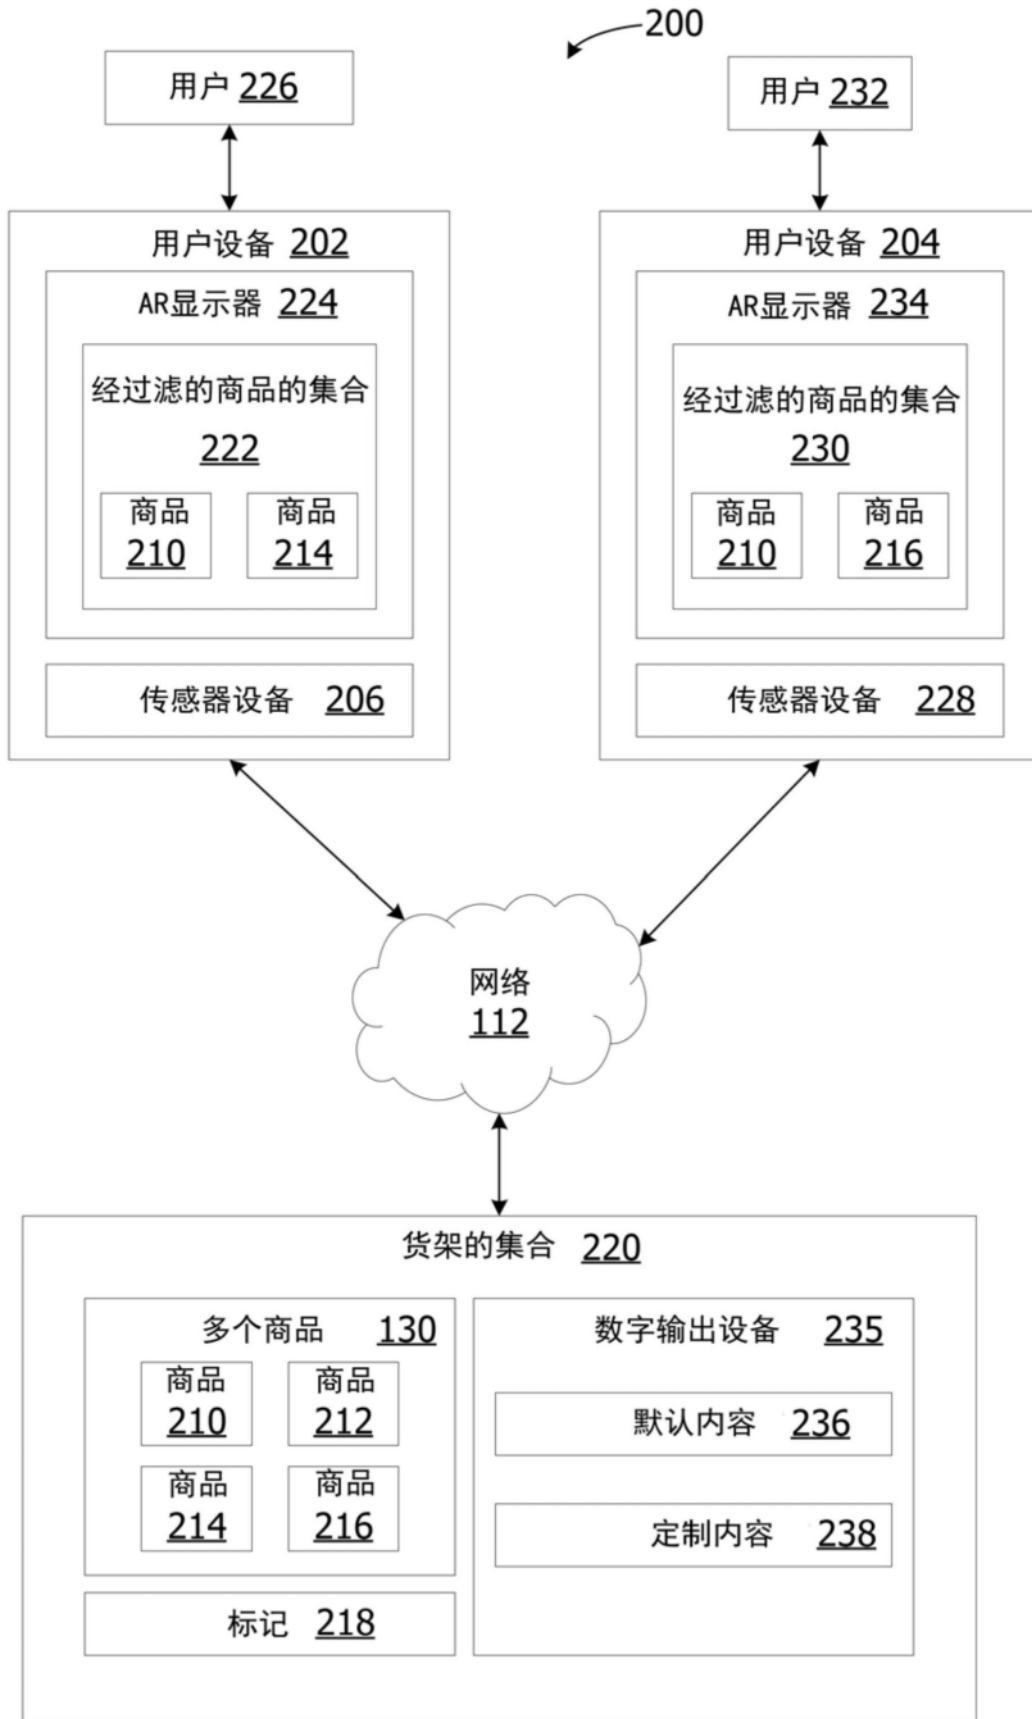 200
用户 226
用户 232
用户设备 202
AR显示器 224
经过滤的商品的集合
222
商品
210
商品
214
传感器设备 206
用户设备 204
AR显示器 234
经过滤的商品的集合
230
商品
210
商品
216
传感器设备 228
网络
112
货架的集合 220
多个商品 130
商品
210
商品
212
商品
214
商品
216
标记 218
数字输出设备 235
默认内容 236
定制内容 238